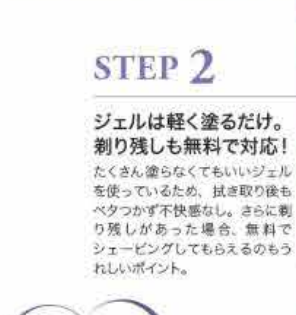 STEP 2
ジェルは軽く塗るだけ。
剃り残しも無料で対応！
たくさん塗らなくてもいいジェル
を使っているため、拭き取り後も
ベタつかず不快感なし。さらに剃
り残しがあった場合、無料で
シェービングしてもらえるのもう
れしいポイント。